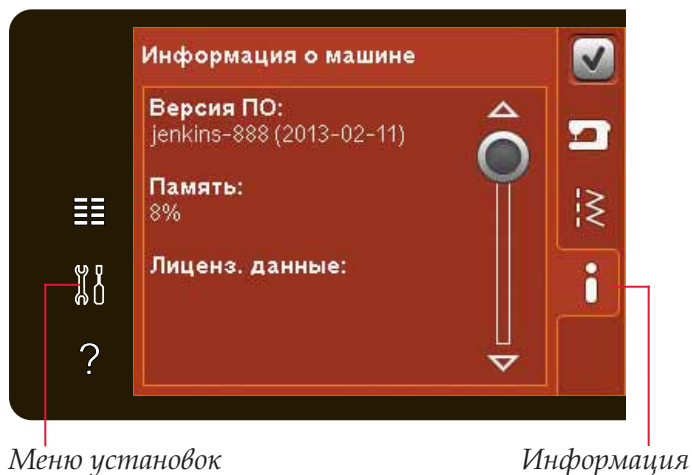 Информация о машине
Версия ПО:
jenkins-888 (2013-02-11)
Память:
8%
Лиценз. данные:
?
Меню установок
Информация